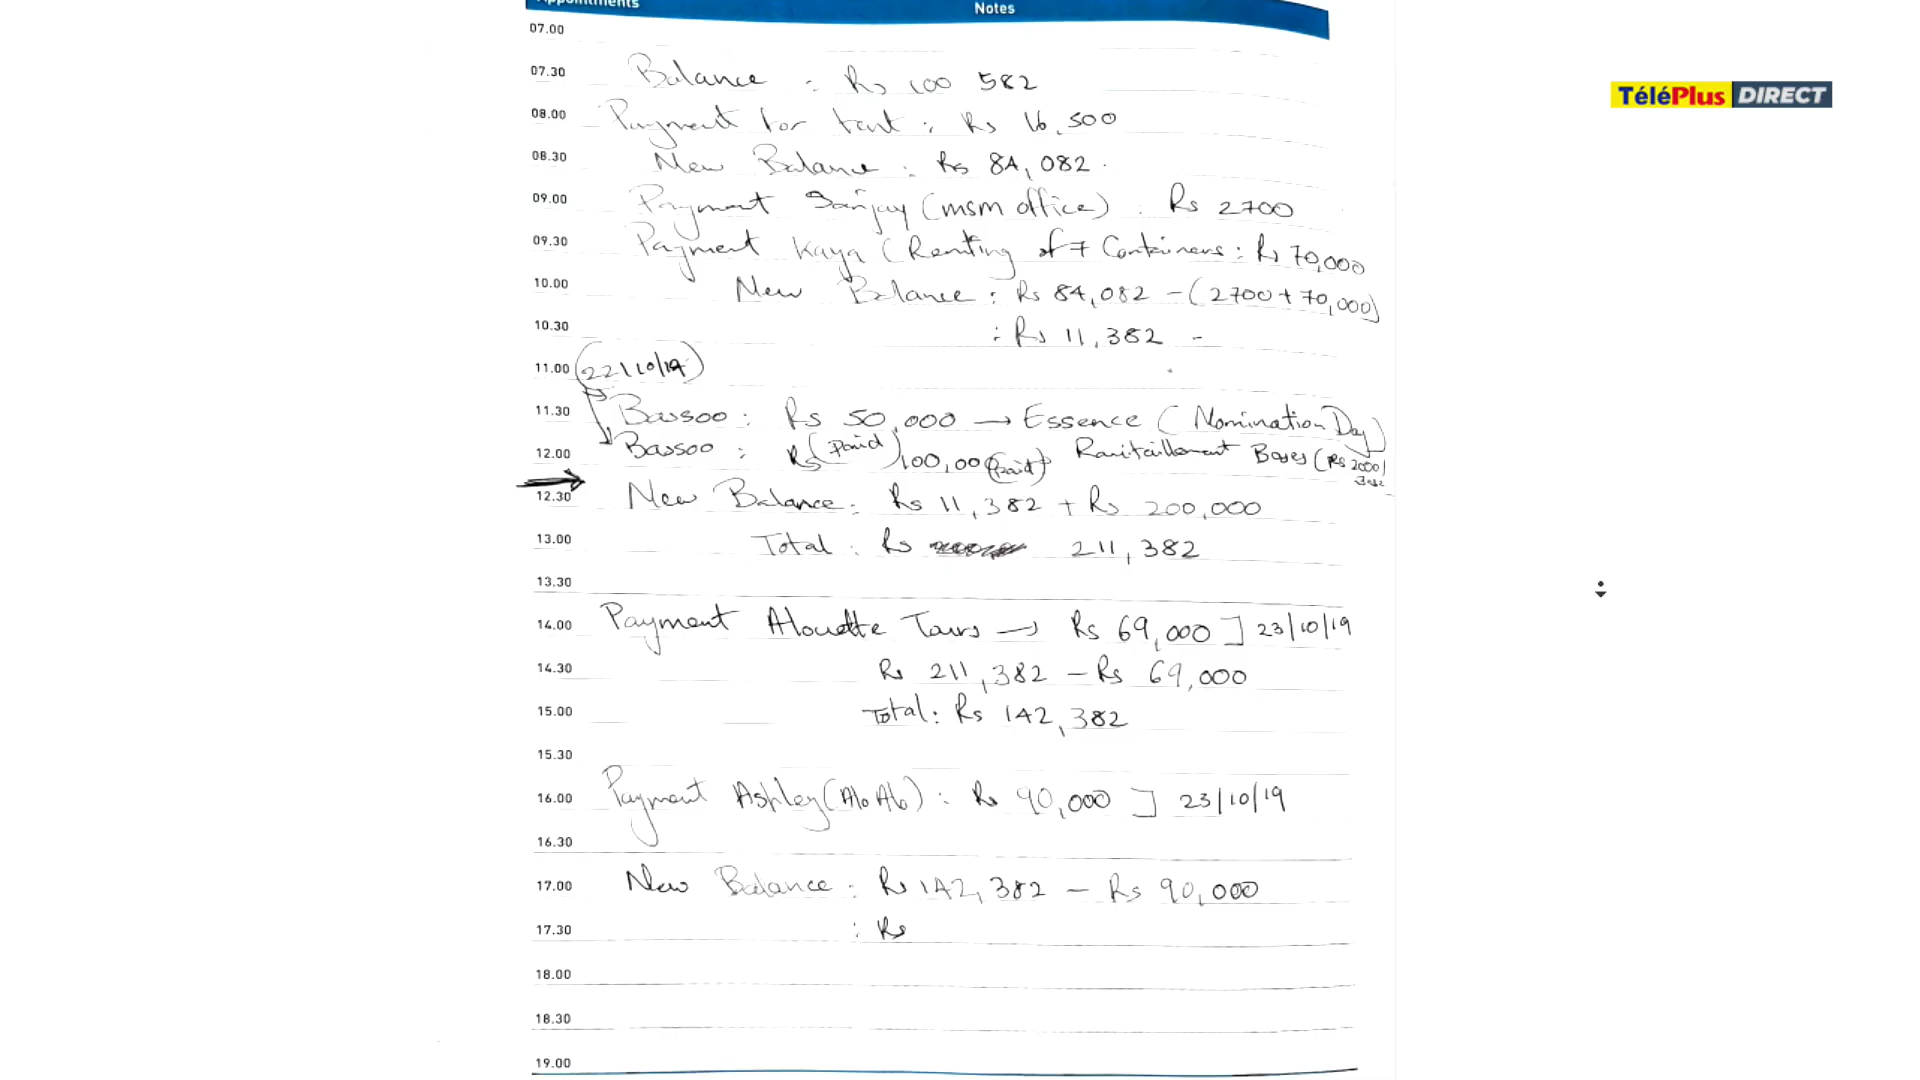 Appointments Notes
07.00
07.30 Balance : Rs 100 582
08.00 Payment for tent : Rs 16,500
08.30 New Balance : Rs 84,082
09.00 Payment Sanjay (msm office) : Rs 2700
09.30 Payment Kaya (Renting of 7 Containers : Rs 70,000
10.00 New Balance : Rs 84,082 - (2700 + 70,000)
10.30 : Rs 11,382 -
11.00 (22/10/19)
11.30 Bassoo : Rs 50,000 → Essence (Nomination Day)
12.00 Bassoo : Rs (Paid) 100,000 (Paid) Ravitaillement Bases (Rs 2000)
12.30 New Balance : Rs 11,382 + Rs 200,000
13.00 Total : Rs 211,382
13.30
14.00 Payment Alouette Tours → Rs 69,000 ] 23/10/19
14.30 Rs 211,382 - Rs 69,000
15.00 Total : Rs 142,382
15.30
16.00 Payment Ashley (Alo Alo) : Rs 90,000 ] 23/10/19
16.30
17.00 New Balance : Rs 142,382 - Rs 90,000
17.30 : Rs
18.00
18.30
19.00
TéléPlus DIRECT